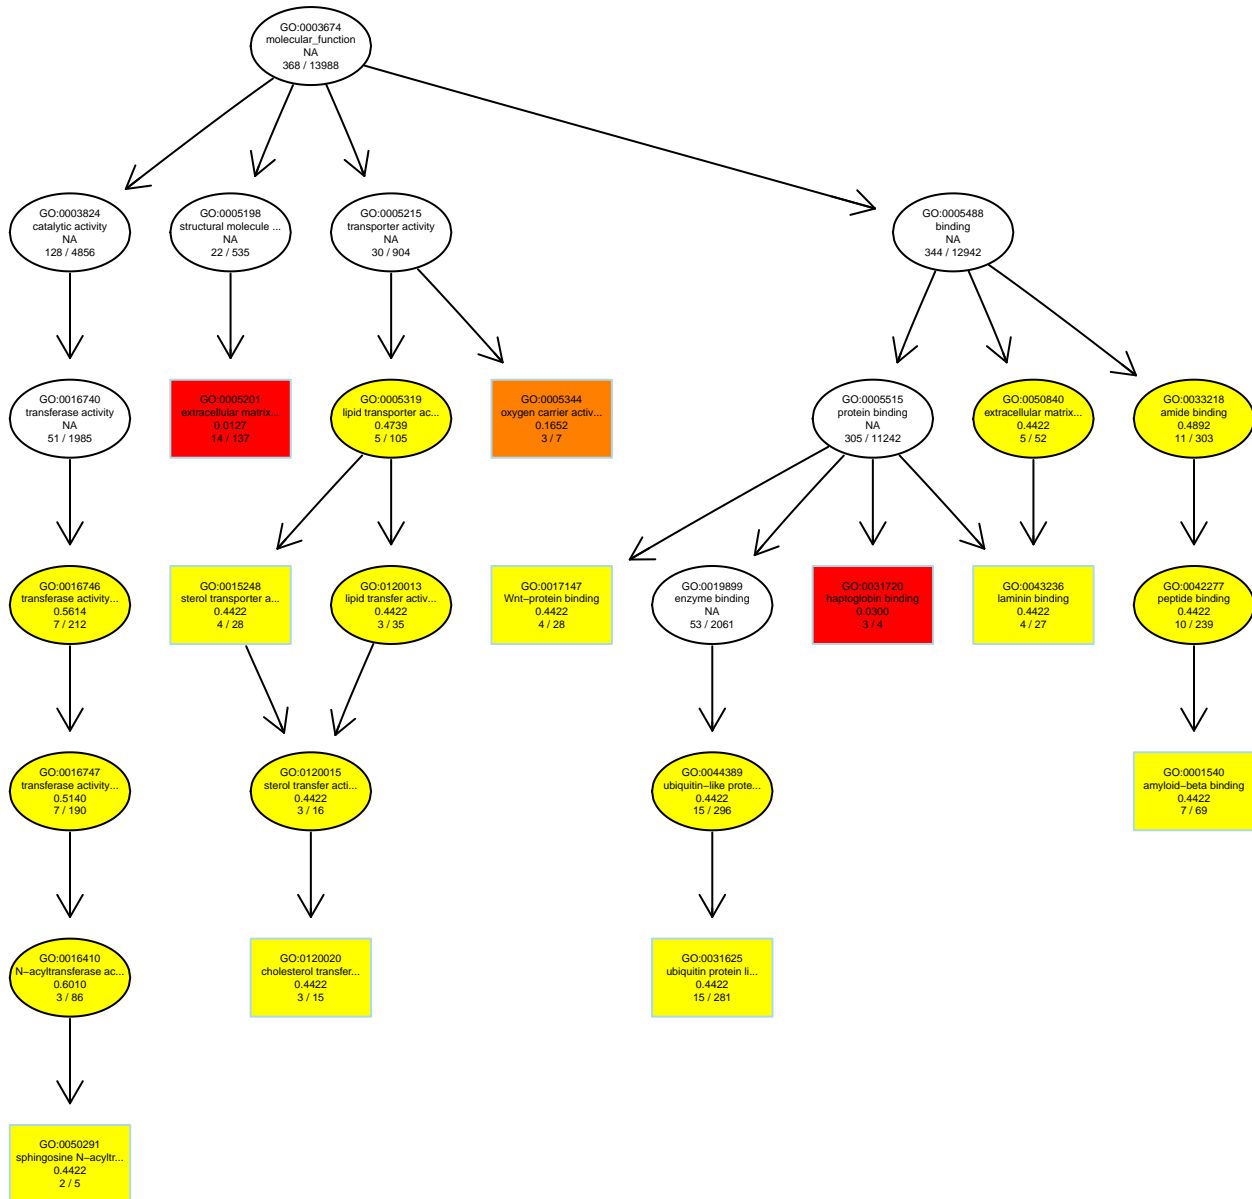 GO:0003674
molecular_function
NA
368 / 13988
GO:0003824
catalytic activity
NA
128 / 4856
GO:0005198
structural molecule ...
NA
22 / 535
GO:0005215
transporter activity
NA
30 / 904
GO:0005488
binding
NA
344 / 12942
GO:0016740
transferase activity
NA
51 / 1985
GO:0005201
extracellular matrix...
0.0127
14 / 137
GO:0005319
lipid transporter ac...
0.4739
5 / 105
GO:0005344
oxygen carrier activ...
0.1652
3 / 7
GO:0005515
protein binding
NA
305 / 11242
GO:0050840
extracellular matrix...
0.4422
5 / 52
GO:0033218
amide binding
0.4892
11 / 303
GO:0016746
transferase activity...
0.5614
7 / 212
GO:0015248
sterol transporter a...
0.4422
4 / 28
GO:0120013
lipid transfer activ...
0.4422
3 / 35
GO:0017147
Wnt−protein binding
0.4422
4 / 28
GO:0019899
enzyme binding
NA
53 / 2061
GO:0031720
haptoglobin binding
0.0300
3 / 4
GO:0043236
laminin binding
0.4422
4 / 27
GO:0042277
peptide binding
0.4422
10 / 239
GO:0016747
transferase activity...
0.5140
7 / 190
GO:0120015
sterol transfer acti...
0.4422
3 / 16
GO:0044389
ubiquitin−like prote...
0.4422
15 / 296
GO:0001540
amyloid−beta binding
0.4422
7 / 69
GO:0016410
N−acyltransferase ac...
0.6010
3 / 86
GO:0120020
cholesterol transfer...
0.4422
3 / 15
GO:0031625
ubiquitin protein li...
0.4422
15 / 281
GO:0050291
sphingosine N−acyltr...
0.4422
2 / 5